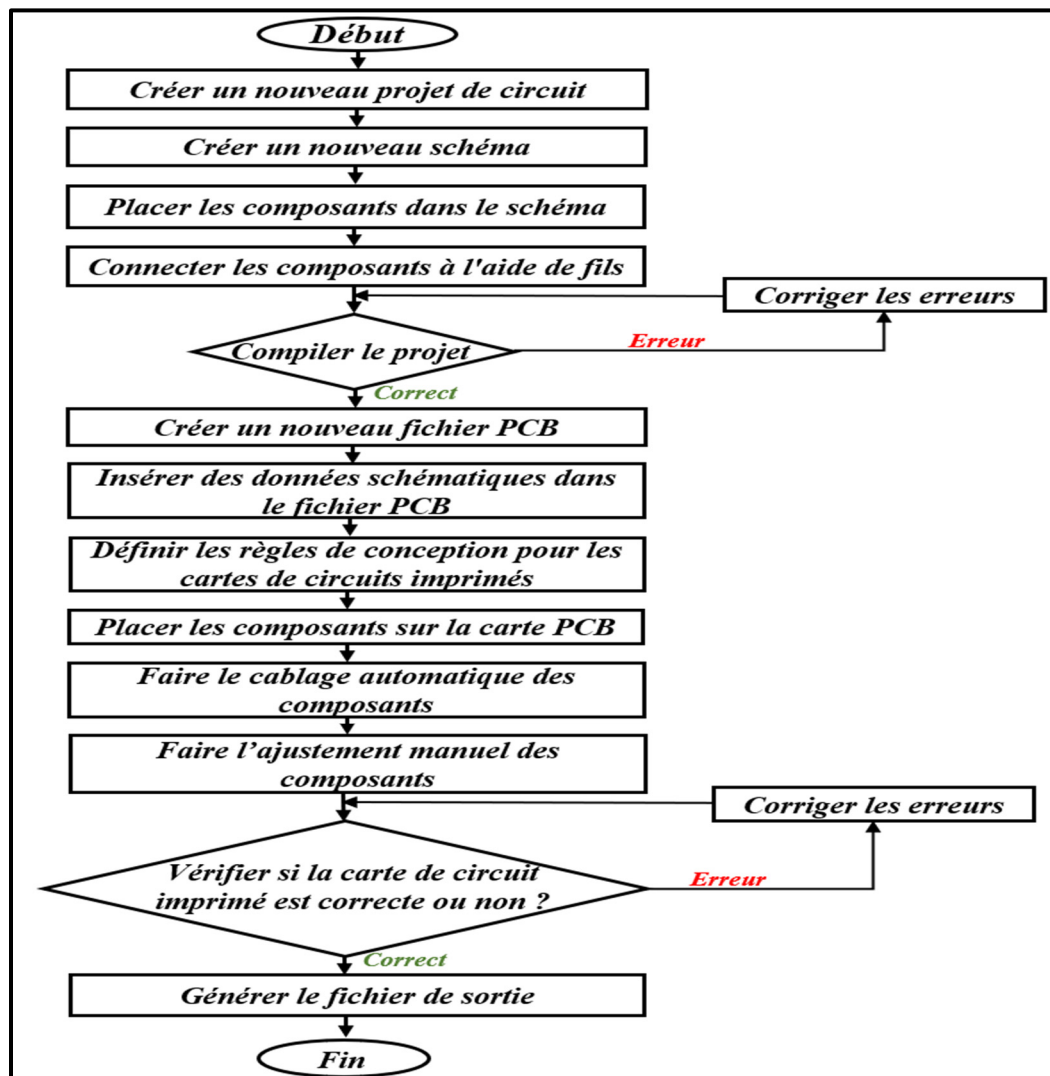 Début
Créer un nouveau projet de circuit
Créer un nouveau schéma
Placer les composants dans le schéma
Connecter les composants à l'aide de fils
Corriger les erreurs
Compiler le projet
Erreur
Correct
Créer un nouveau fichier PCB
Insérer des données schématiques dans
le fichier PCB
Définir les règles de conception pour les
cartes de circuits imprimés
Placer les composants sur la carte PCB
Faire le cablage automatique des
composants
Faire l’ajustement manuel des
composants
Corriger les erreurs
Vérifier si la carte de circuit
imprimé est correcte ou non ?
Erreur
Correct
Générer le fichier de sortie
Fin